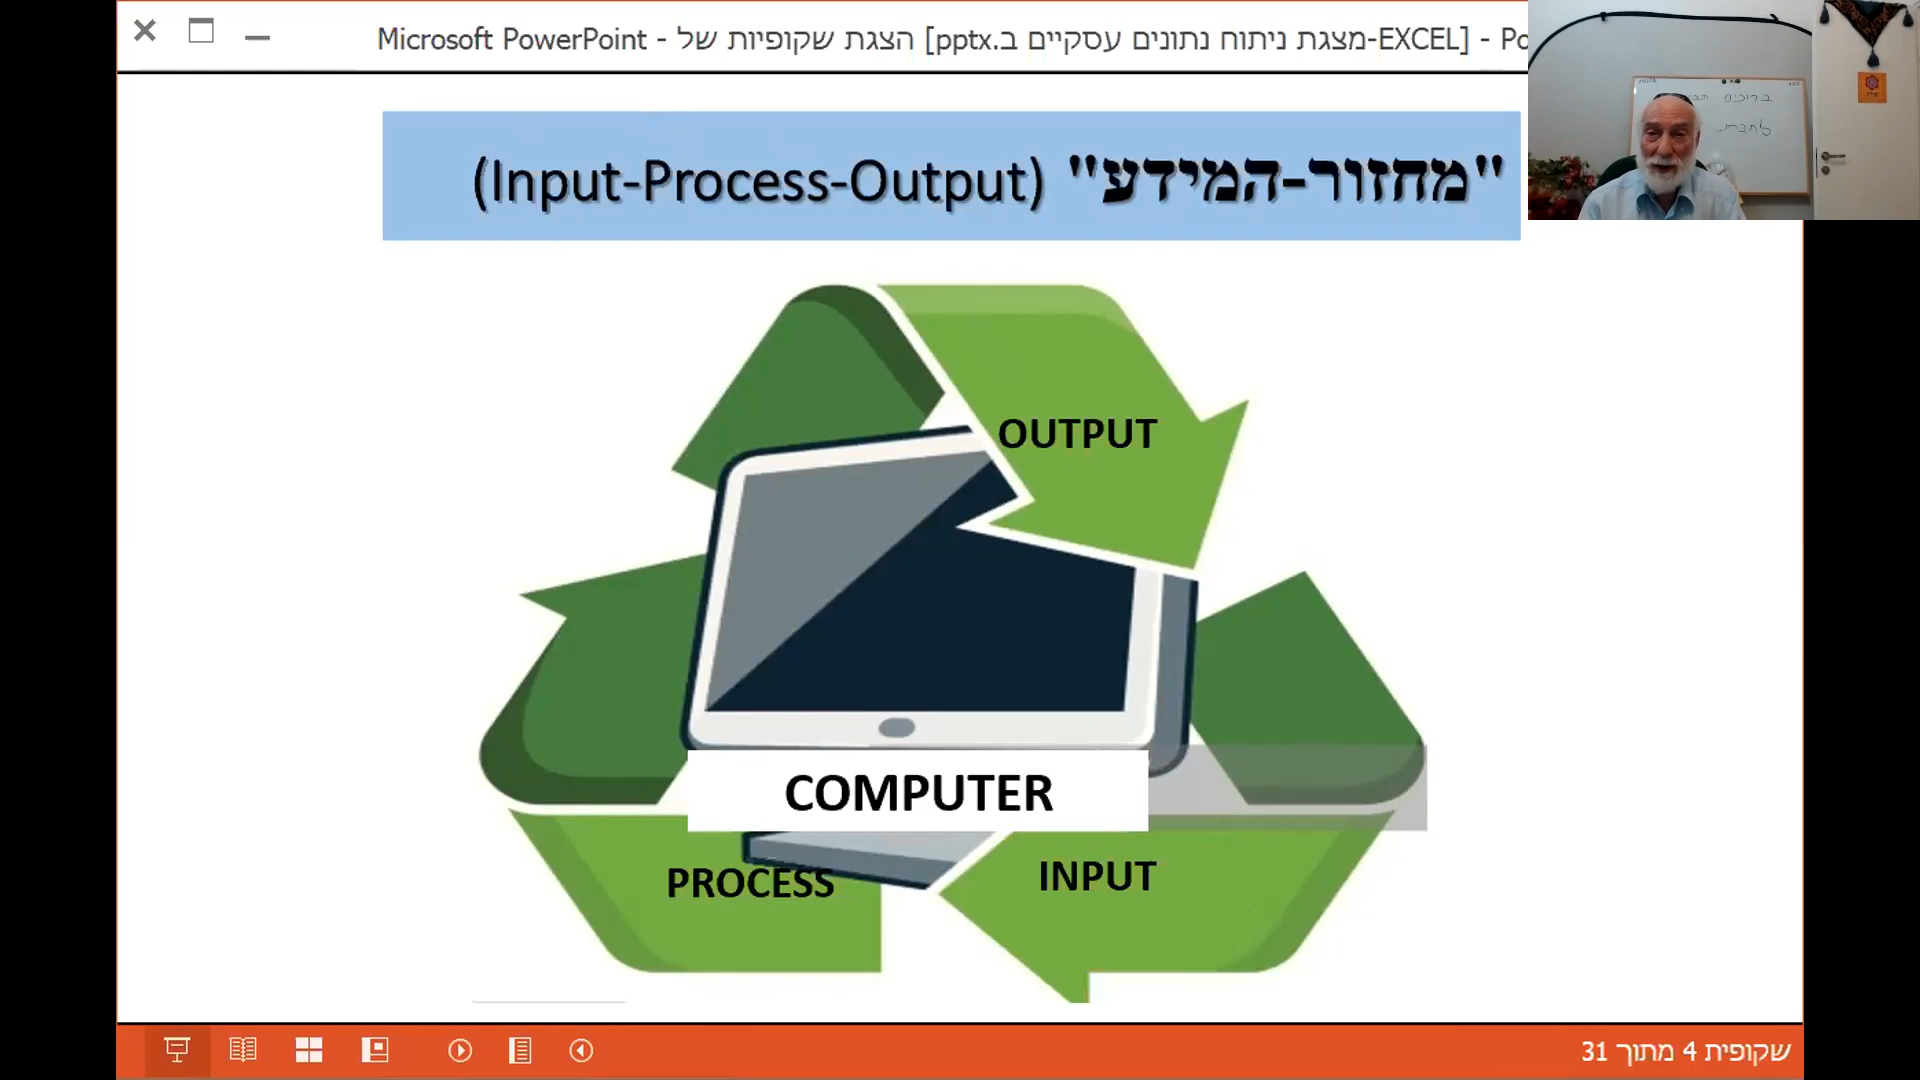 הצגת שקופיות של - Microsoft PowerPoint - [מצגת ניתוח נתונים עסקיים ב-EXCEL.pptx] - Po
"מחזור-המידע" (Input-Process-Output)
OUTPUT
COMPUTER
PROCESS
INPUT
ברוכים
שקופית 4 מתוך 31